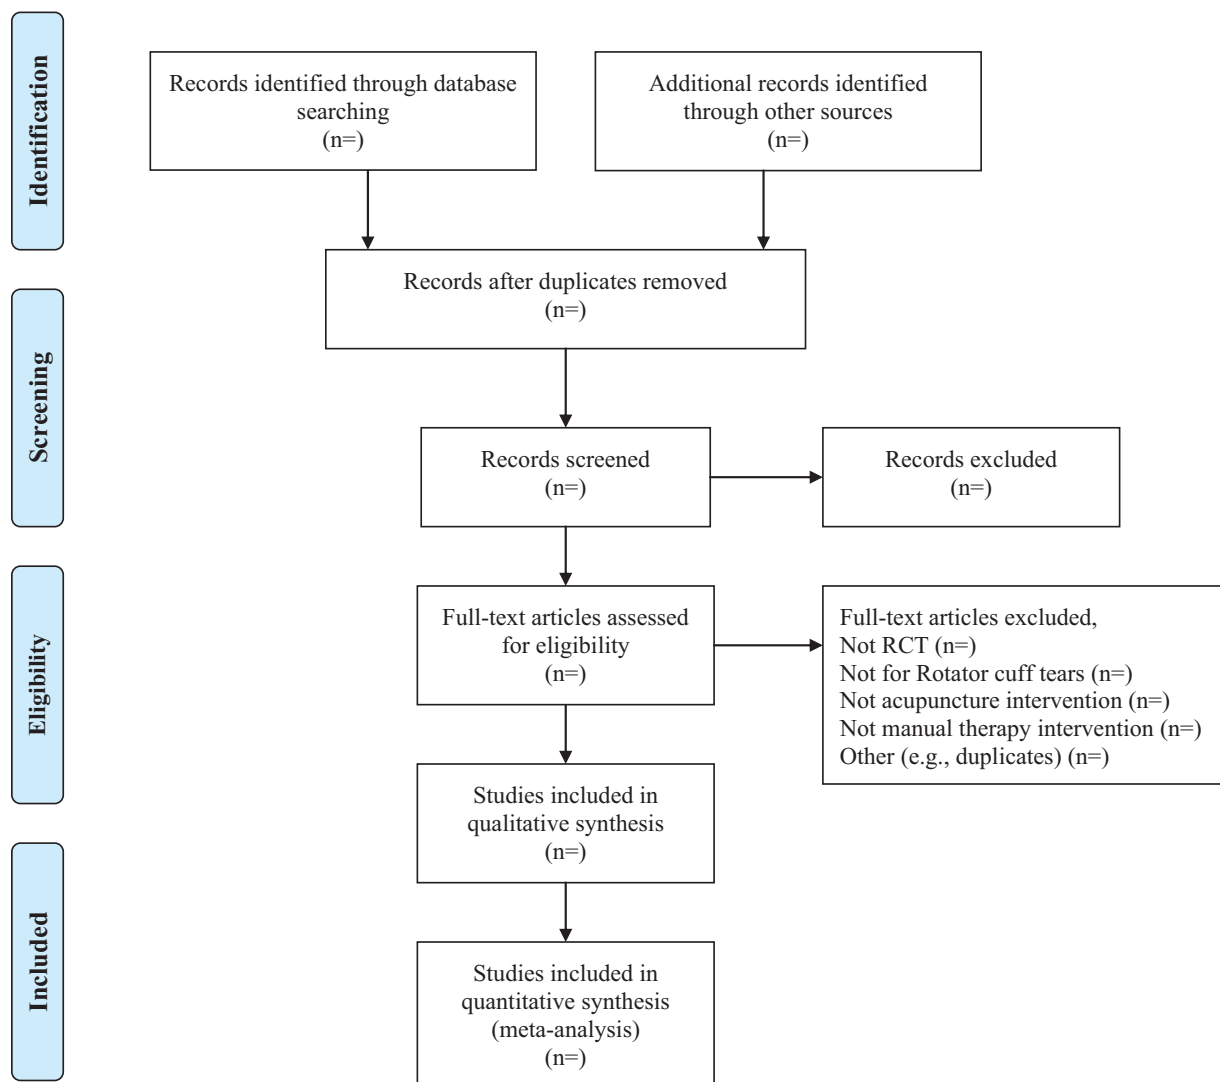 Identification
Records identified through database
searching
(n=)
Additional records identified
through other sources
(n=)
Records after duplicates removed
(n=)
Screening
Records screened
(n=)
Records excluded
(n=)
Eligibility
Full-text articles assessed
for eligibility
(n=)
Full-text articles excluded,
Not RCT (n=)
Not for Rotator cuff tears (n=)
Not acupuncture intervention (n=)
Not manual therapy intervention (n=)
Other (e.g., duplicates) (n=)
Studies included in
qualitative synthesis
(n=)
Included
Studies included in
quantitative synthesis
(meta-analysis)
(n=)